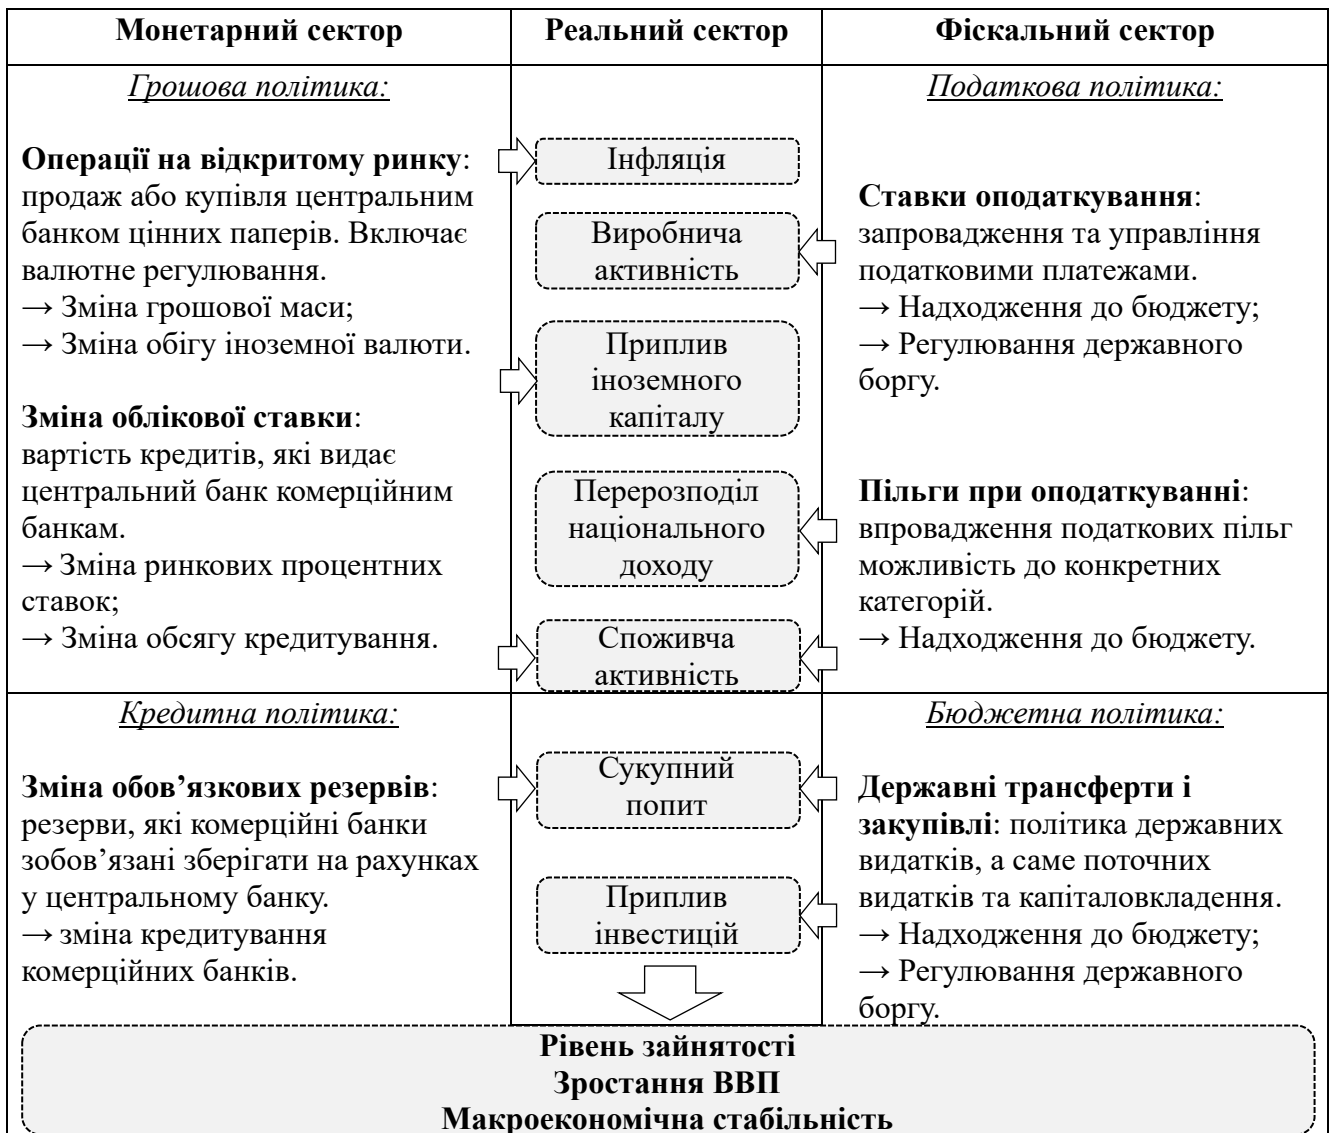 Монетарний сектор
Реальний сектор
Фіскальний сектор
Грошова політика:
Операції на відкритому ринку:
продаж або купівля центральним
банком цінних паперів. Включає
валютне регулювання.
→ Зміна грошової маси;
→ Зміна обігу іноземної валюти.
Зміна облікової ставки:
вартість кредитів, які видає
центральний банк комерційним
банкам.
→ Зміна ринкових процентних
ставок;
→ Зміна обсягу кредитування.
Інфляція
Виробнича
активність
Приплив
іноземного
капіталу
Перерозподіл
національного
доходу
Споживча
активність
Податкова політика:
Ставки оподаткування:
запровадження та управління
податковими платежами.
→ Надходження до бюджету;
→ Регулювання державного
боргу.
Пільги при оподаткуванні:
впровадження податкових пільг
можливість до конкретних
категорій.
→ Надходження до бюджету.
Кредитна політика:
Зміна обов’язкових резервів:
резерви, які комерційні банки
зобов’язані зберігати на рахунках
у центральному банку.
→ зміна кредитування
комерційних банків.
Сукупний
попит
Приплив
інвестицій
Бюджетна політика:
Державні трансферти і
закупівлі: політика державних
видатків, а саме поточних
видатків та капіталовкладення.
→ Надходження до бюджету;
→ Регулювання державного
боргу.
Рівень зайнятості
Зростання ВВП
Макроекономічна стабільність